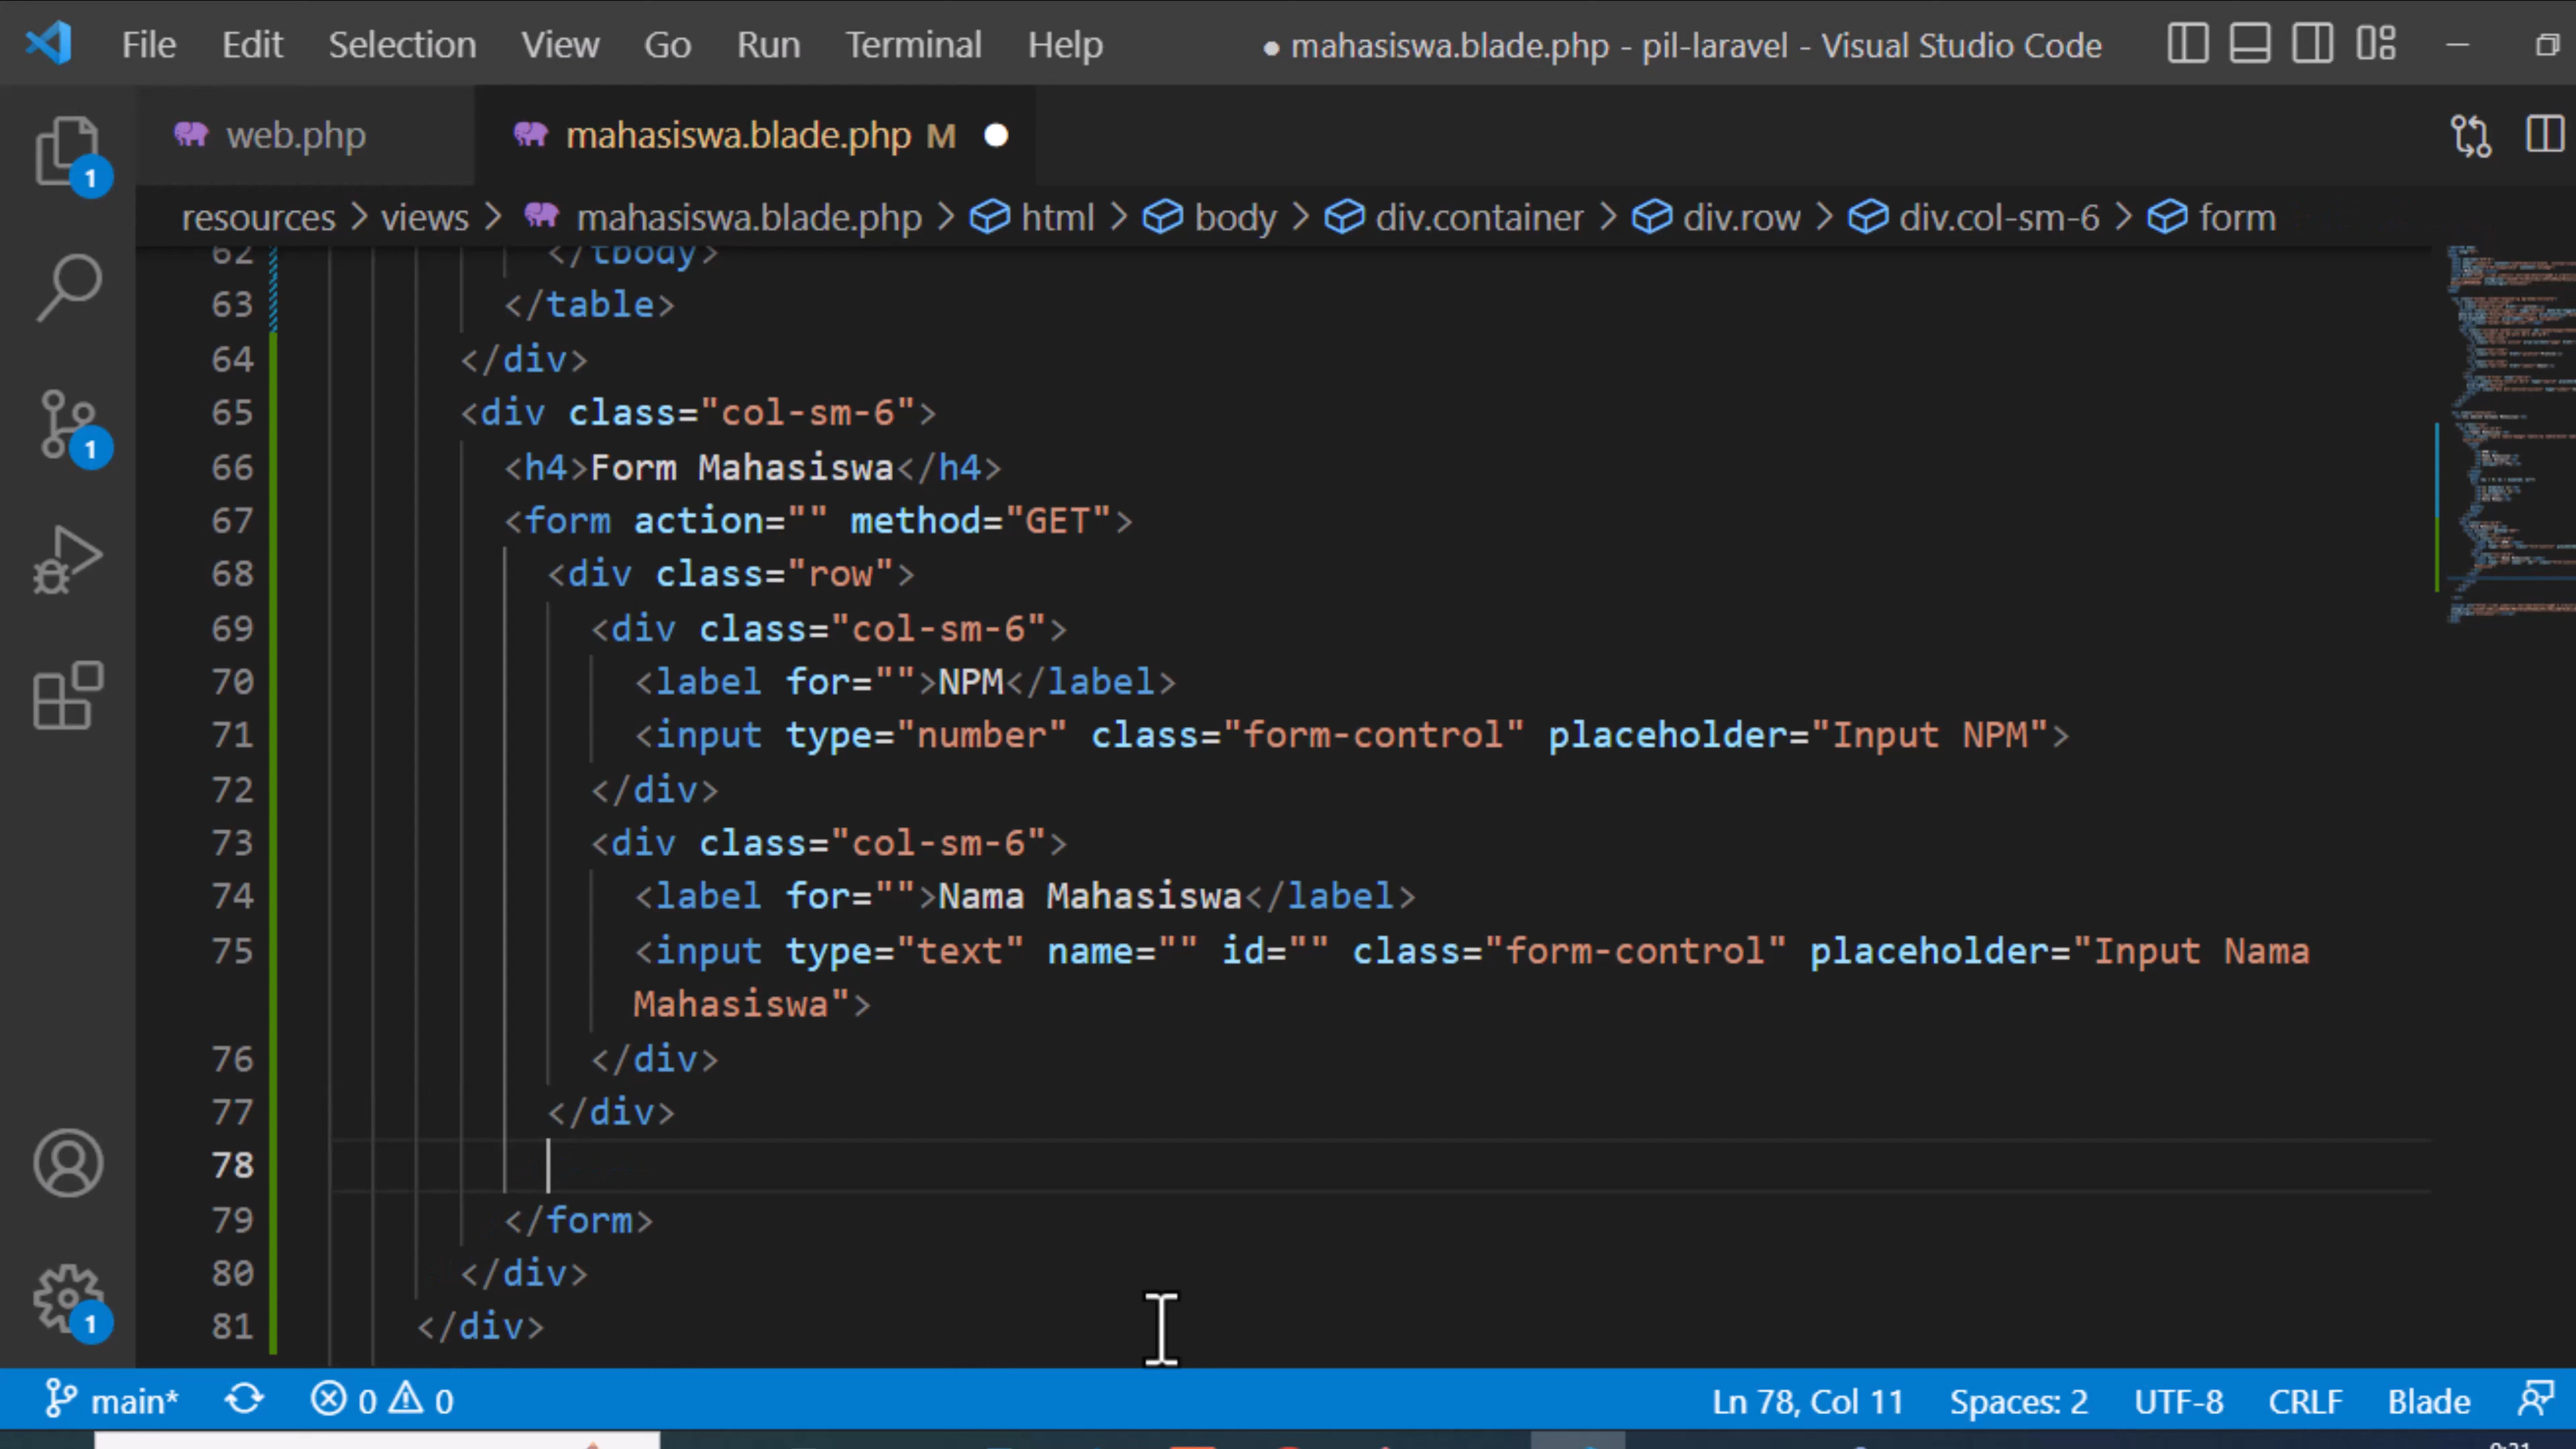 File Edit Selection View Go Run Terminal Help ● mahasiswa.blade.php - pil-laravel - Visual Studio Code
web.php mahasiswa.blade.php M
resources > views > mahasiswa.blade.php > html > body > div.container > div.row > div.col-sm-6 > form
62 </tbody>
63 </table>
64 </div>
65 <div class="col-sm-6">
66 <h4>Form Mahasiswa</h4>
67 <form action="" method="GET">
68 <div class="row">
69 <div class="col-sm-6">
70 <label for="">NPM</label>
71 <input type="number" class="form-control" placeholder="Input NPM">
72 </div>
73 <div class="col-sm-6">
74 <label for="">Nama Mahasiswa</label>
75 <input type="text" name="" id="" class="form-control" placeholder="Input Nama
Mahasiswa">
76 </div>
77 </div>
78
79 </form>
80 </div>
81 </div>
1
1
1
main* 0 0 Ln 78, Col 11 Spaces: 2 UTF-8 CRLF Blade